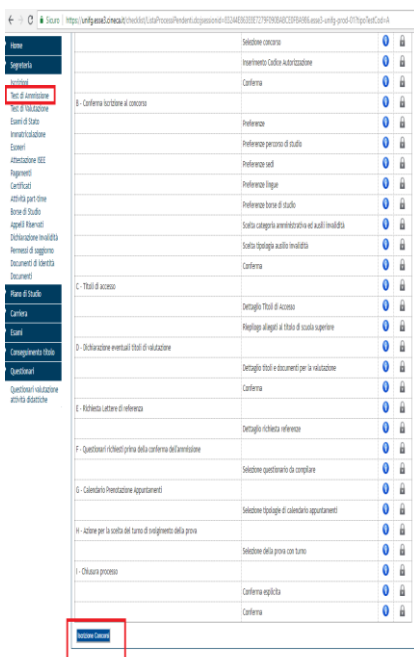 Sicuro
https://unifg.esse3.cineca.it/checklist/ListaProcessiPendenti.do
Home
Segreteria
Iscrizioni
Test di Ammissione
Test di Valutazione
Esami di Stato
Immatricolazione
Esoneri
Attestazione ISEE
Pagamenti
Certificati
Attività part-time
Borse di Studio
Appelli Riservati
Dichiarazione Invalidità
Permessi di soggiorno
Documenti di Identità
Documenti
Piano di Studio
Carriera
Esami
Conseguimento titolo
Questionari
Questionari valutazione
attività didattiche
Selezione concorso
Inserimento Codice Autorizzazione
Conferma
B - Conferma iscrizione al concorso
Preferenze
Preferenze percorso di studio
Preferenze sedi
Preferenze lingue
Preferenze borse di studio
Scelta categoria amministrativa ed ausili invalidità
Scelta tipologia ausilio invalidità
Conferma
C - Titoli di accesso
Dettaglio Titoli di Accesso
Riepilogo allegati al titolo di scuola superiore
D - Dichiarazione eventuali titoli di valutazione
Dettaglio titoli e documenti per la valutazione
Conferma
E - Richiesta Lettere di referenza
Dettaglio richiesta referenze
F - Questionari richiesti prima della conferma dell'ammissione
Selezione questionario da compilare
G - Calendario Prenotazione Appuntamenti
Selezione tipologie di calendario appuntamenti
H - Azione per la scelta del turno di svolgimento della prova
Selezione della prova con turno
I - Chiusura processo
Conferma esplicita
Conferma
Iscrizione Concorsi